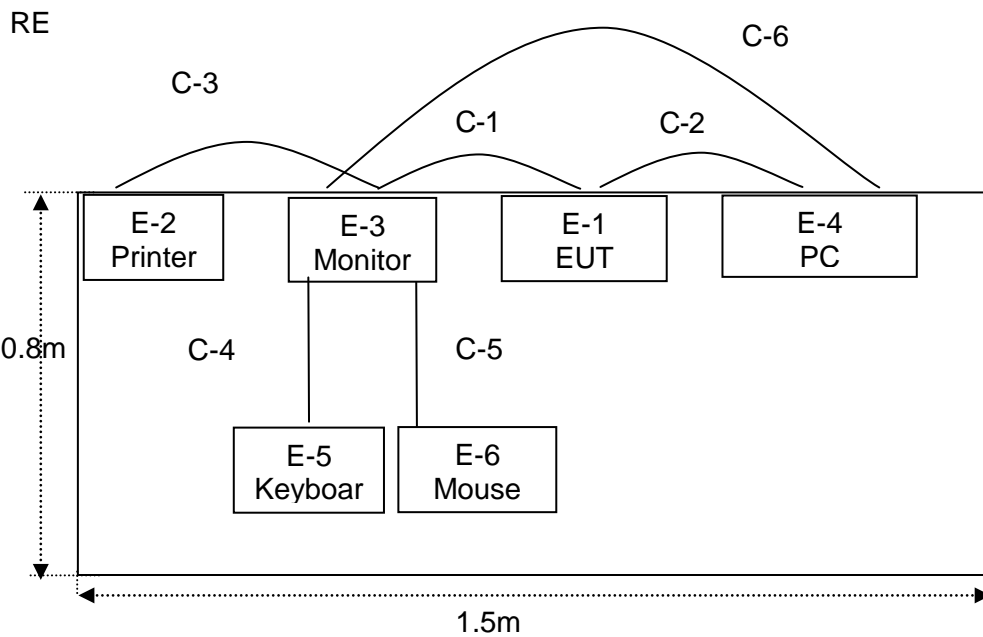 RE
C-6
C-3
C-1
C-2
E-2
Printer
E-3
Monitor
E-1
EUT
E-4
PC
0.8m
C-4
C-5
E-5
Keyboar
E-6
Mouse
1.5m